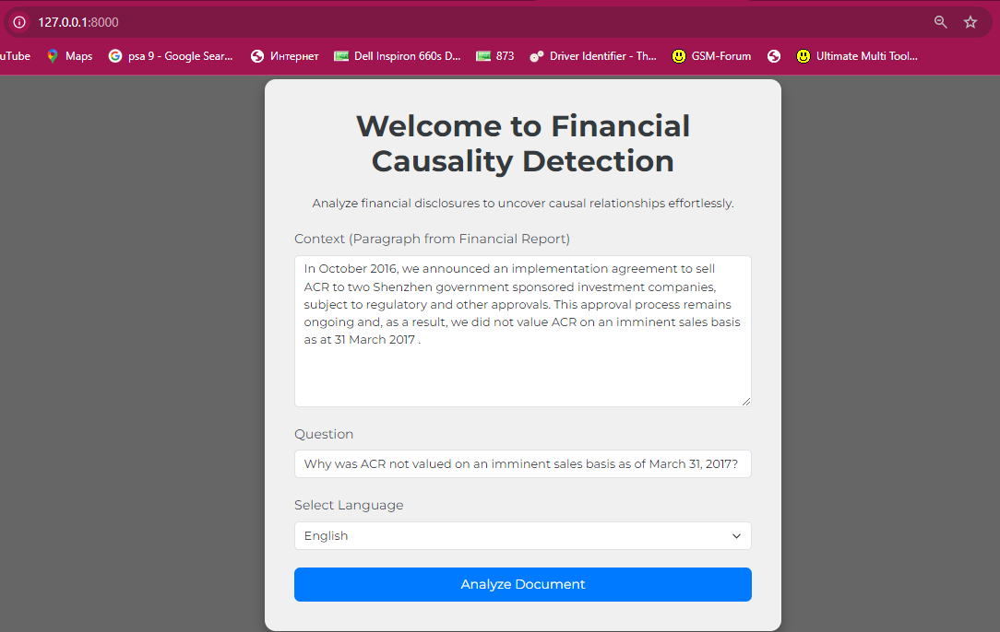 127.0.0.1:8000
uTube Maps psa 9 - Google Sear... Интернет Dell Inspiron 660s D... 873 Driver Identifier - Th... GSM-Forum Ultimate Multi Tool...
Welcome to Financial
Causality Detection
Analyze financial disclosures to uncover causal relationships effortlessly.
Context (Paragraph from Financial Report)
In October 2016, we announced an implementation agreement to sell
ACR to two Shenzhen government sponsored investment companies,
subject to regulatory and other approvals. This approval process remains
ongoing and, as a result, we did not value ACR on an imminent sales basis
as at 31 March 2017 .
Question
Why was ACR not valued on an imminent sales basis as of March 31, 2017?
Select Language
English
Analyze Document